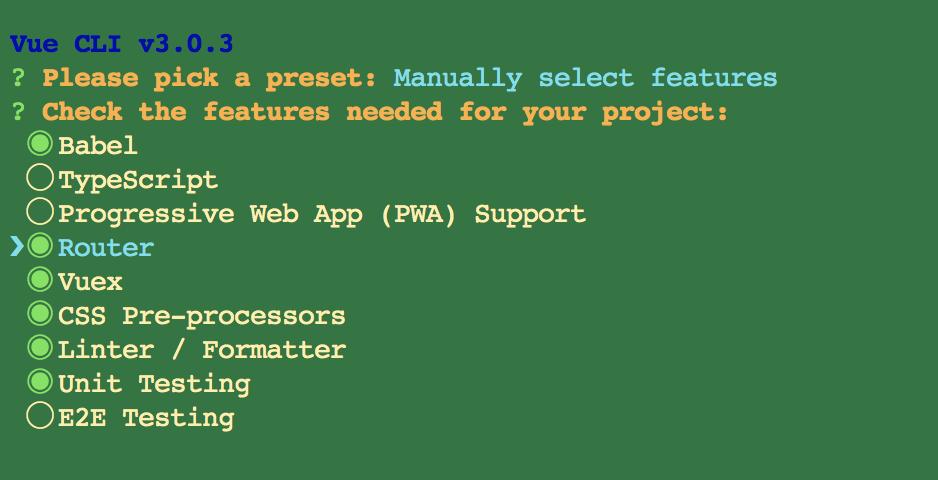 Vue CLI v3.0.3
? Please pick a preset: Manually select features
? Check the features needed for your project:
◉ Babel
◯ TypeScript
◯ Progressive Web App (PWA) Support
❯◉ Router
◉ Vuex
◉ CSS Pre-processors
◉ Linter / Formatter
◉ Unit Testing
◯ E2E Testing